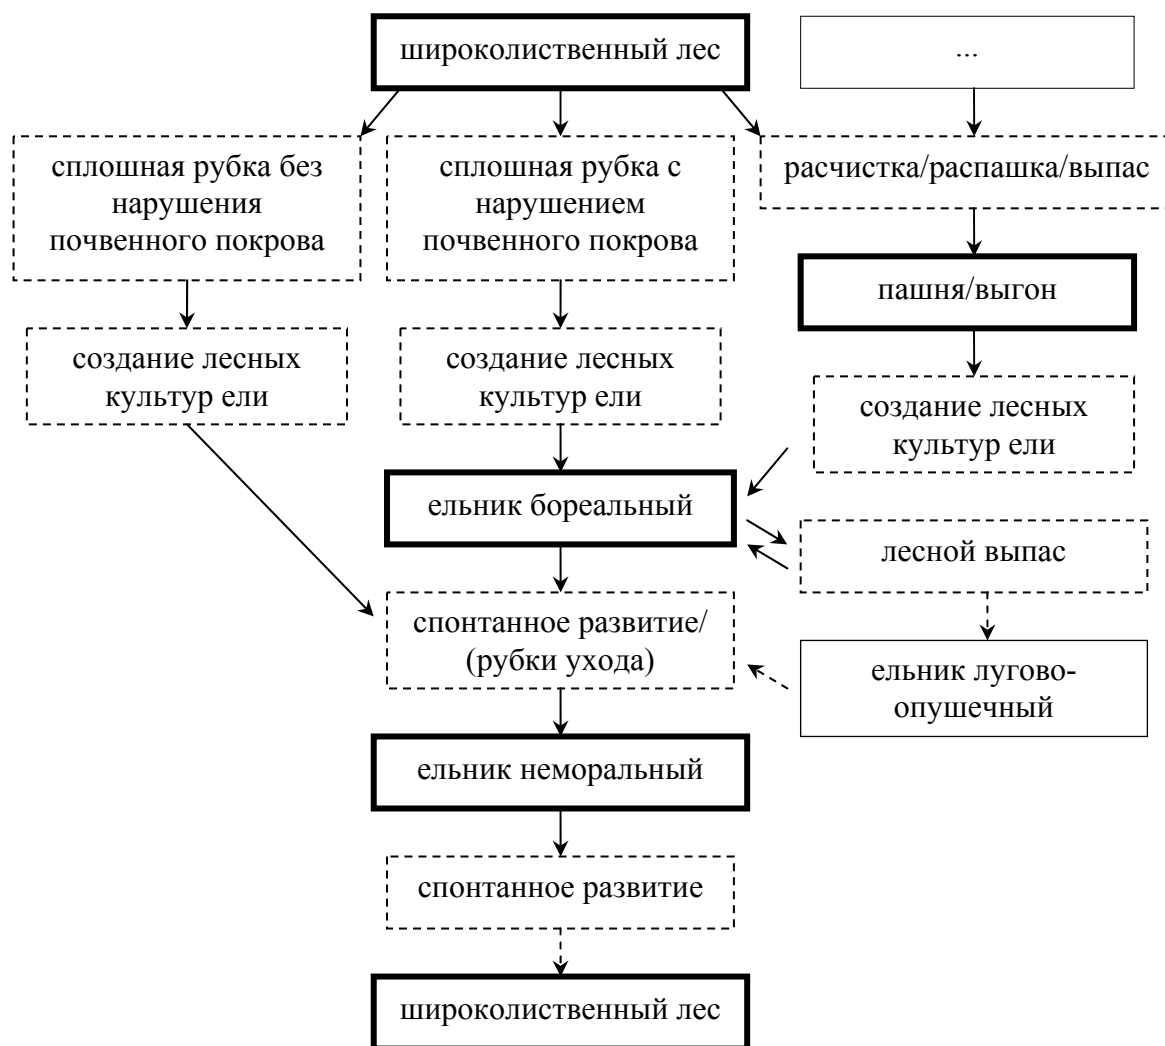 широколиственный лес
...
сплошная рубка без
нарушения
почвенного покрова
сплошная рубка с
нарушением
почвенного покрова
расчистка/распашка/выпас
пашня/выгон
создание лесных
культур ели
создание лесных
культур ели
создание лесных
культур ели
ельник бореальный
лесной выпас
спонтанное развитие/
(рубки ухода)
ельник лугово-
опушечный
ельник неморальный
спонтанное развитие
широколиственный лес